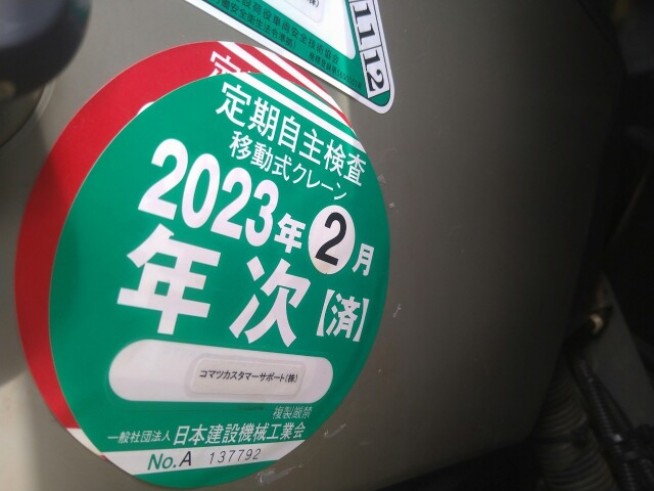 11 12
定期自主検査
移動式クレーン
2023年2月
年次【済】
コマツカスタマーサポート(株)
複製厳禁
一般社団法人 日本建設機械工業会
No.A 137792